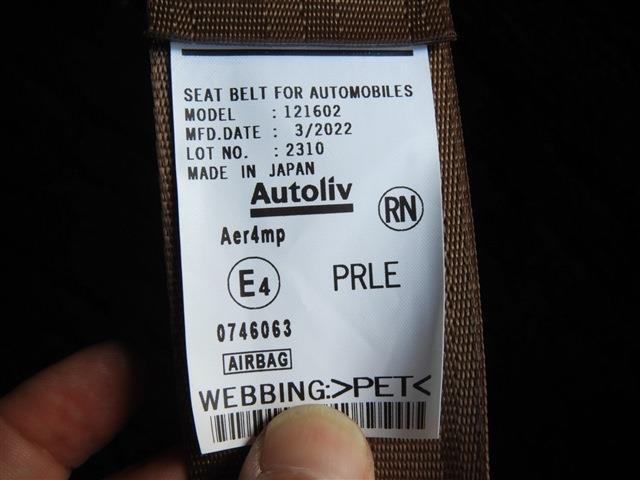 SEAT BELT FOR AUTOMOBILES
MODEL : 121602
MFD.DATE : 3/2022
LOT NO. : 2310
MADE IN JAPAN
Autoliv
RN
Aer4mp
E4 PRLE
0746063
AIRBAG
WEBBING:>PET<